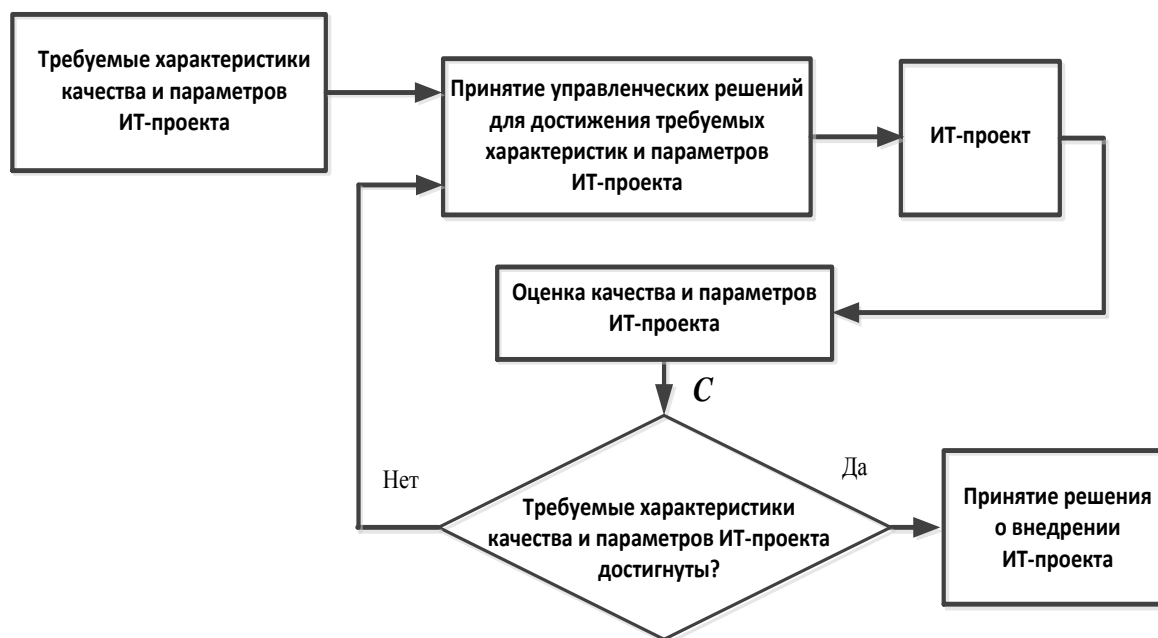 Требуемые характеристики
качества и параметров
ИТ-проекта
Принятие управленческих решений
для достижения требуемых
характеристик и параметров
ИТ-проекта
ИТ-проект
Оценка качества и параметров
ИТ-проекта
C
Нет
Да
Требуемые характеристики
качества и параметров ИТ-проекта
достигнуты?
Принятие решения
о внедрении
ИТ-проекта